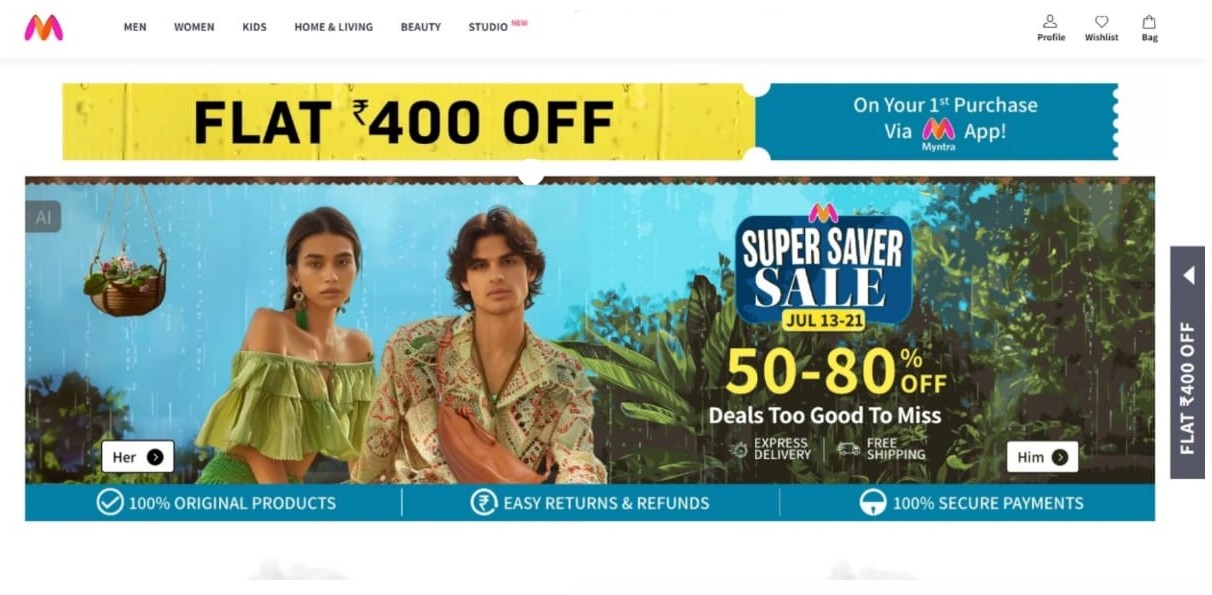 MEN
WOMEN
KIDS
HOME & LIVING
BEAUTY
STUDIO NEW
Profile
Wishlist
Bag
FLAT ₹400 OFF
On Your 1st Purchase
Via App!
Myntra
AI
SUPER SAVER
SALE
JUL 13-21
50-80% OFF
Deals Too Good To Miss
EXPRESS
DELIVERY
FREE
SHIPPING
Her
Him
FLAT ₹400 OFF
100% ORIGINAL PRODUCTS
₹ EASY RETURNS & REFUNDS
100% SECURE PAYMENTS